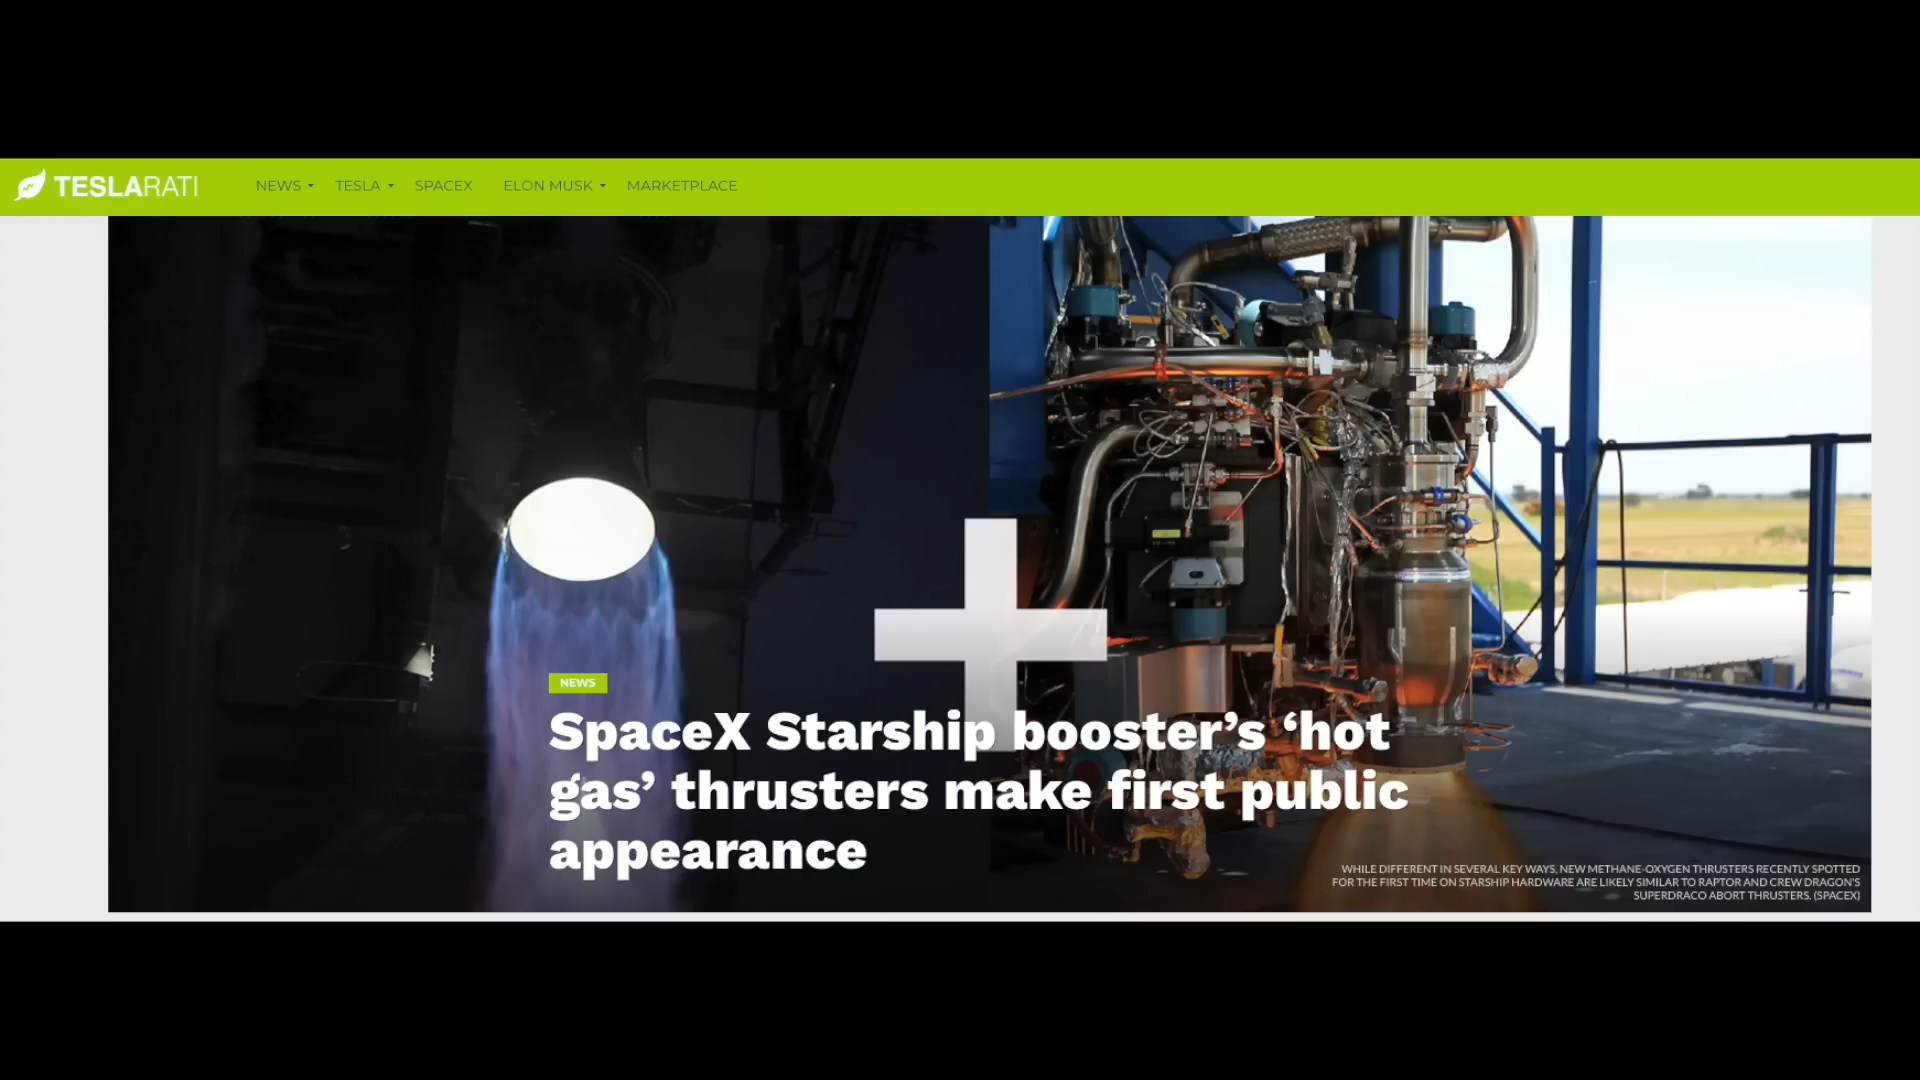 TESLARATI
NEWS TESLA SPACEX ELON MUSK MARKETPLACE
NEWS
SpaceX Starship booster’s ‘hot
gas’ thrusters make first public
appearance
WHILE DIFFERENT IN SEVERAL KEY WAYS, NEW METHANE-OXYGEN THRUSTERS RECENTLY SPOTTED
FOR THE FIRST TIME ON STARSHIP HARDWARE ARE LIKELY SIMILAR TO RAPTOR AND CREW DRAGON'S
SUPERDRACO ABORT THRUSTERS. (SPACEX)